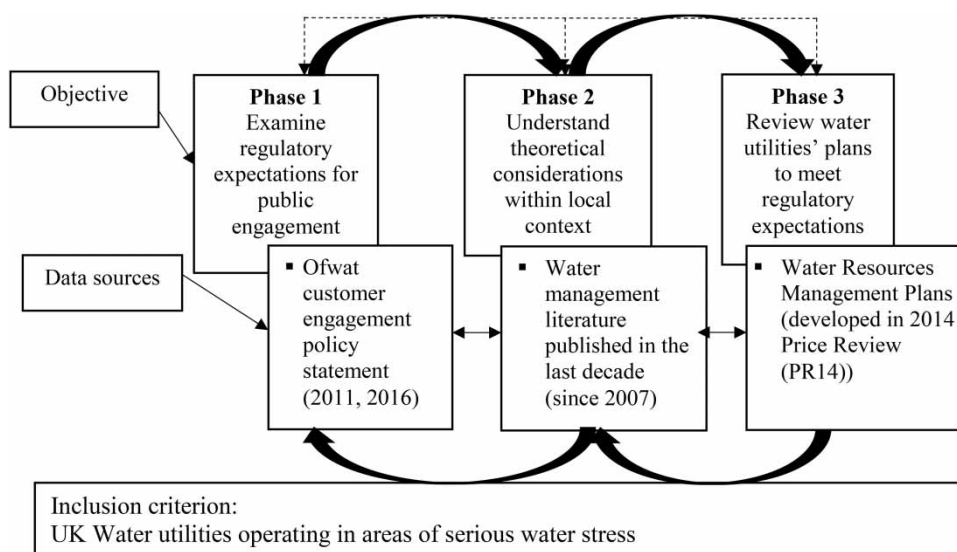 Objective
Phase 1
Examine
regulatory
expectations for
public
engagement
Phase 2
Understand
theoretical
considerations
within local
context
Phase 3
Review water
utilities’ plans
to meet
regulatory
expectations
Data sources
▪ Ofwat
customer
engagement
policy
statement
(2011, 2016)
▪ Water
management
literature
published in the
last decade
(since 2007)
▪ Water Resources
Management Plans
(developed in 2014
Price Review
(PR14))
Inclusion criterion:
UK Water utilities operating in areas of serious water stress